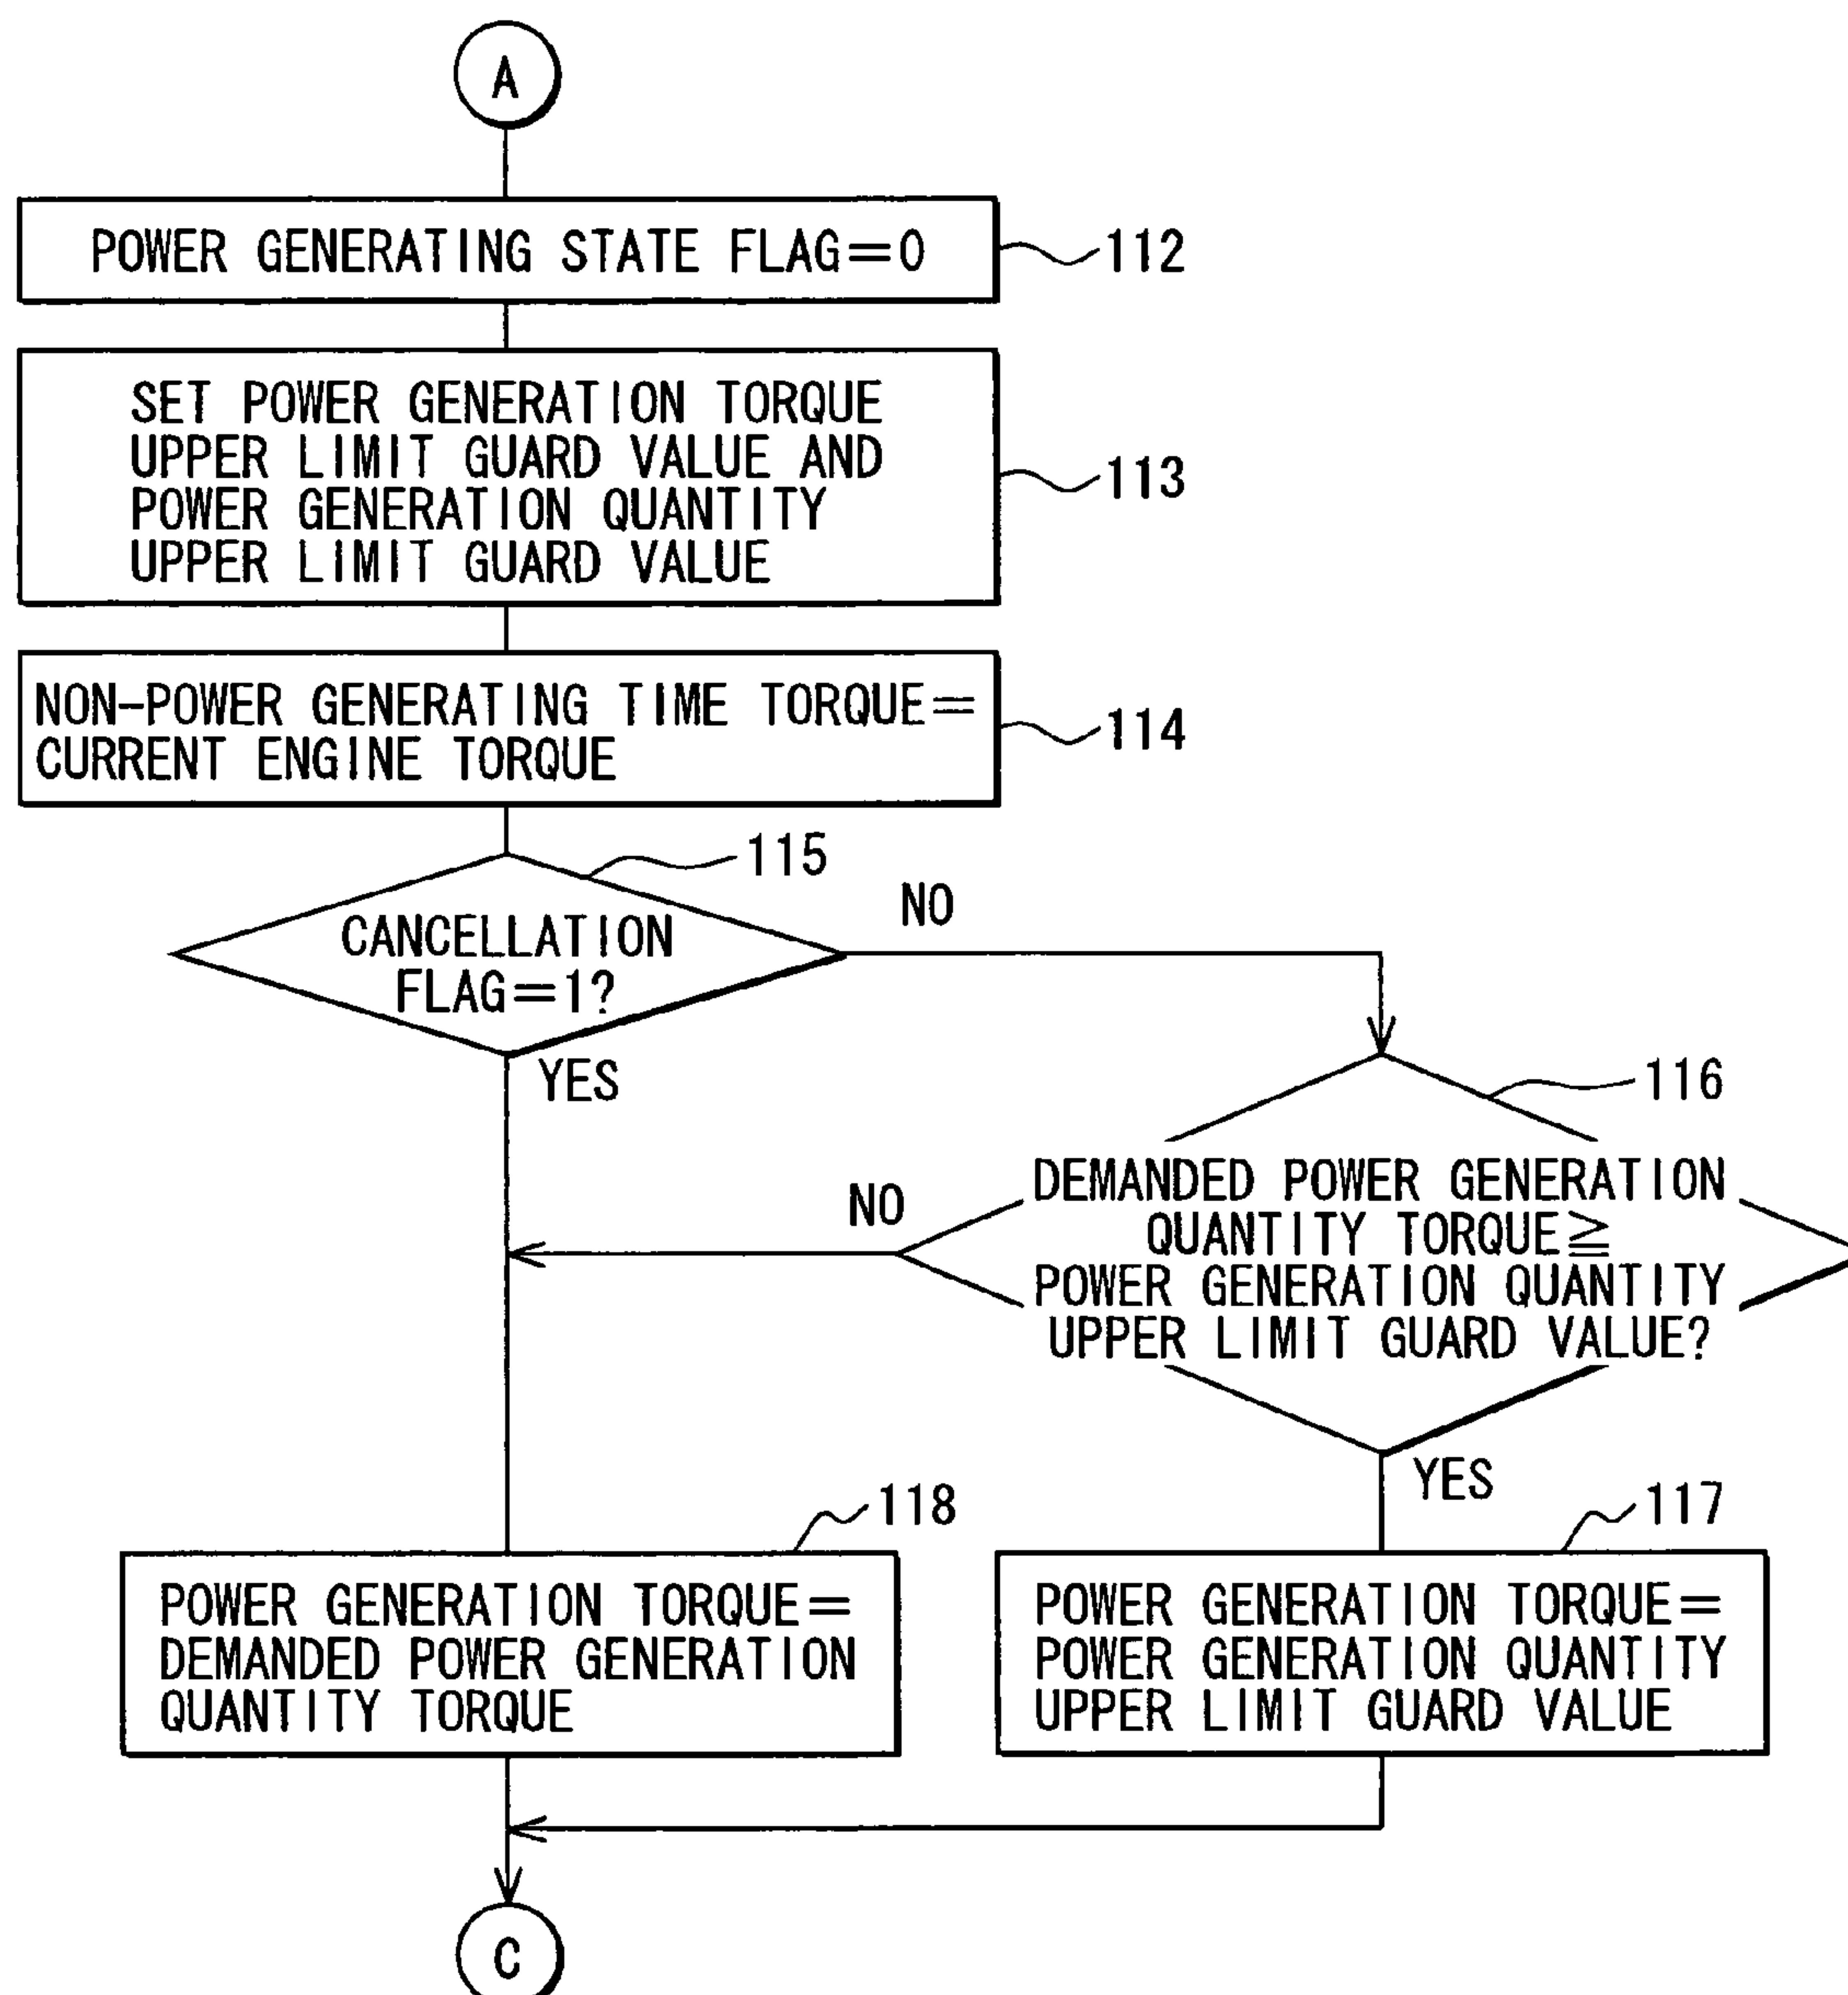 A
POWER GENERATING STATE FLAG=0
112
SET POWER GENERATION TORQUE
UPPER LIMIT GUARD VALUE AND
POWER GENERATION QUANTITY
UPPER LIMIT GUARD VALUE
113
NON-POWER GENERATING TIME TORQUE=
CURRENT ENGINE TORQUE
114
115
CANCELLATION
FLAG=1?
NO
YES
116
DEMANDED POWER GENERATION
QUANTITY TORQUE≧
POWER GENERATION QUANTITY
UPPER LIMIT GUARD VALUE?
NO
YES
118
POWER GENERATION TORQUE=
DEMANDED POWER GENERATION
QUANTITY TORQUE
117
POWER GENERATION TORQUE=
POWER GENERATION QUANTITY
UPPER LIMIT GUARD VALUE
C